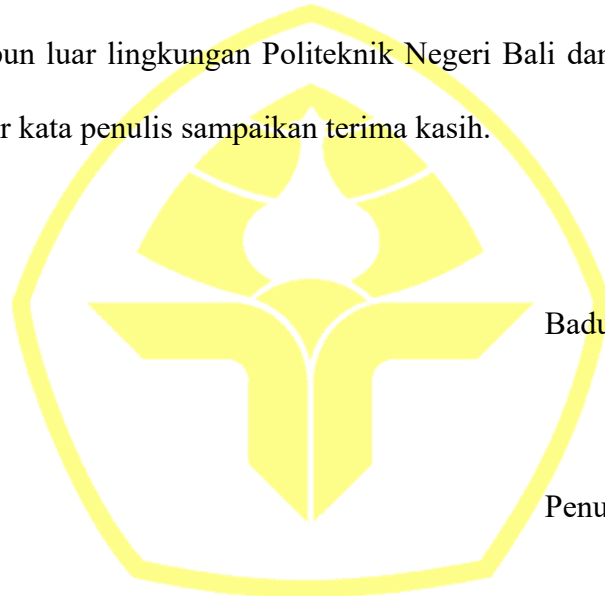 pun luar lingkungan Politeknik Negeri Bali dan
r kata penulis sampaikan terima kasih.
Badu
Penu